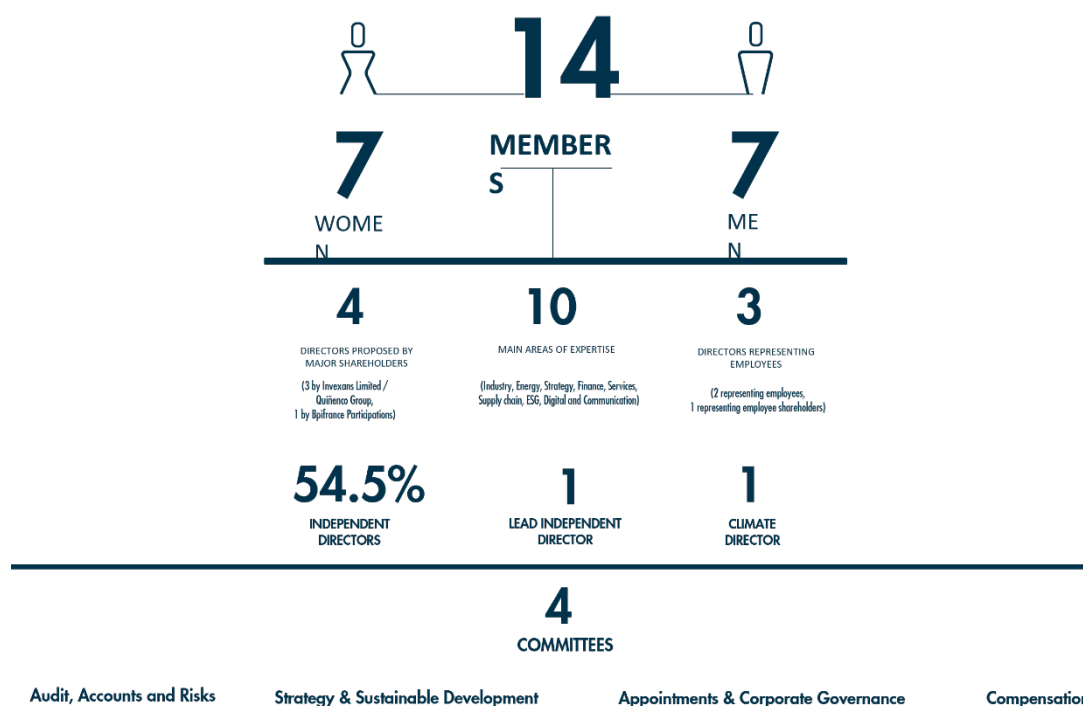 14
7
MEMBER
S
7
WOME
N
ME
N
4
10
3
DIRECTORS PROPOSED BY
MAJOR SHAREHOLDERS
MAIN AREAS OF EXPERTISE
DIRECTORS REPRESENTING
EMPLOYEES
(3 by Invexans Limited /
Quiñenco Group,
1 by Bpifrance Participations)
(Industry, Energy, Strategy, Finance, Services,
Supply chain, ESG, Digital and Communication)
(2 representing employees,
1 representing employee shareholders)
54.5%
1
1
INDEPENDENT
DIRECTORS
LEAD INDEPENDENT
DIRECTOR
CLIMATE
DIRECTOR
4
COMMITTEES
Audit, Accounts and Risks
Strategy & Sustainable Development
Appointments & Corporate Governance
Compensation